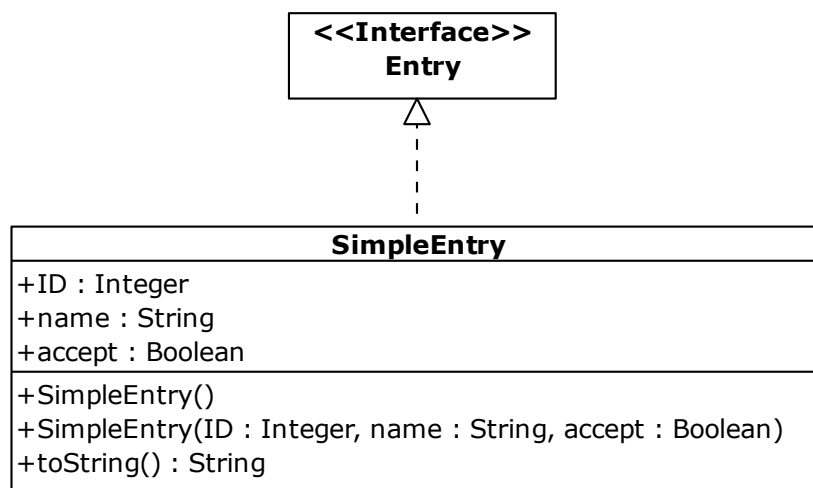 <<Interface>>
Entry
SimpleEntry
+ID : Integer
+name : String
+accept : Boolean
+SimpleEntry()
+SimpleEntry(ID : Integer, name : String, accept : Boolean)
+toString() : String